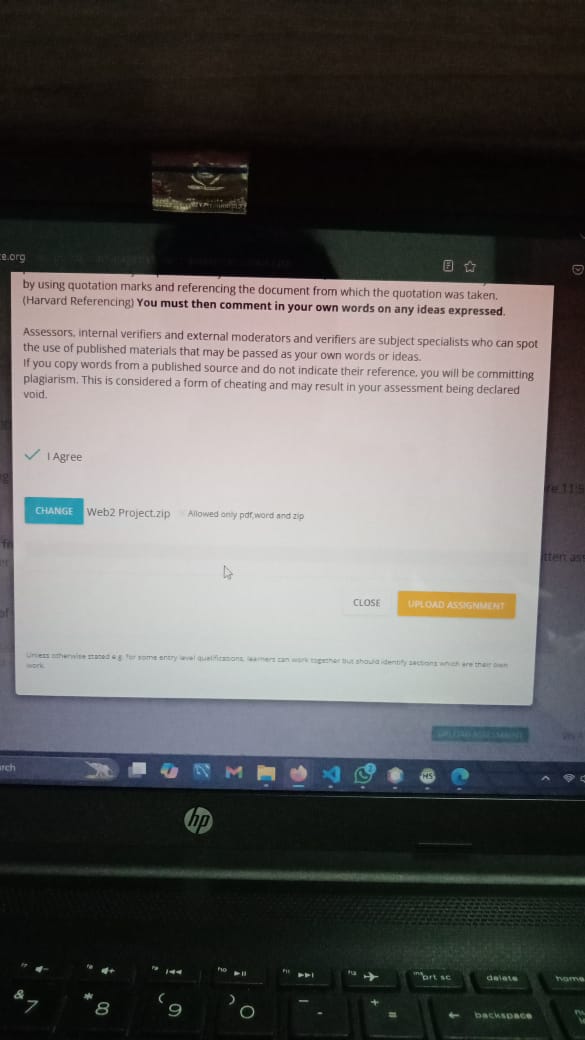 e.org
by using quotation marks and referencing the document from which the quotation was taken.
(Harvard Referencing) You must then comment in your own words on any ideas expressed.
Assessors, internal verifiers and external moderators and verifiers are subject specialists who can spot
the use of published materials that may be passed as your own words or ideas.
If you copy words from a published source and do not indicate their reference, you will be committing
plagiarism. This is considered a form of cheating and may result in your assessment being declared
void.
I Agree
CHANGE Web2 Project.zip Allowed only pdf,word and zip
CLOSE UPLOAD ASSIGNMENT
Unless otherwise stated e.g. for some entry level qualifications, learners can work together but should identify sections which are their own
work.
rch
2
HS
hp
prt sc delete home
& 7 * 8 ( 9 ) 0 _ - + = backspace